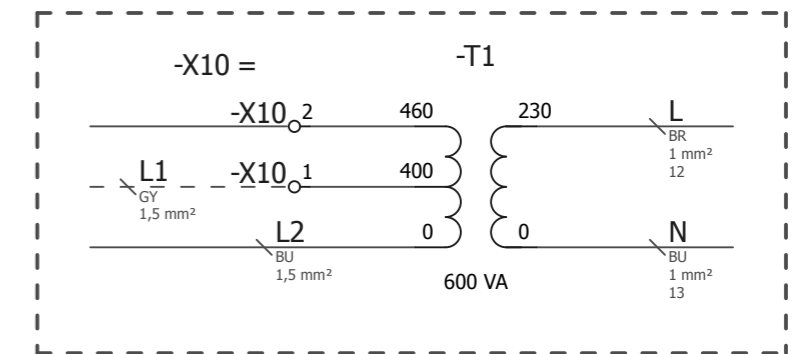 -X10 =
-T1
-X10 2 460 230 L
BR
1 mm²
12
L1 -X10 1 400
GY
1,5 mm²
L2 0 0 N
BU
1,5 mm²
BU
1 mm²
13
600 VA